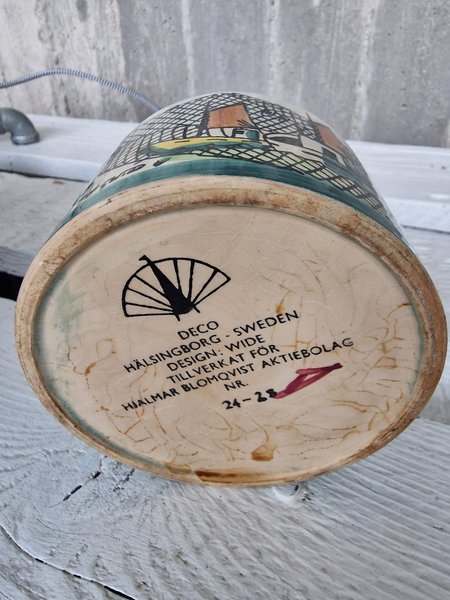 DECO
HÄLSINGBORG - SWEDEN
DESIGN: WIDE
TILLVERKAT FÖR
HJALMAR BLOMQVIST AKTIEBOLAG
NR.
24-28